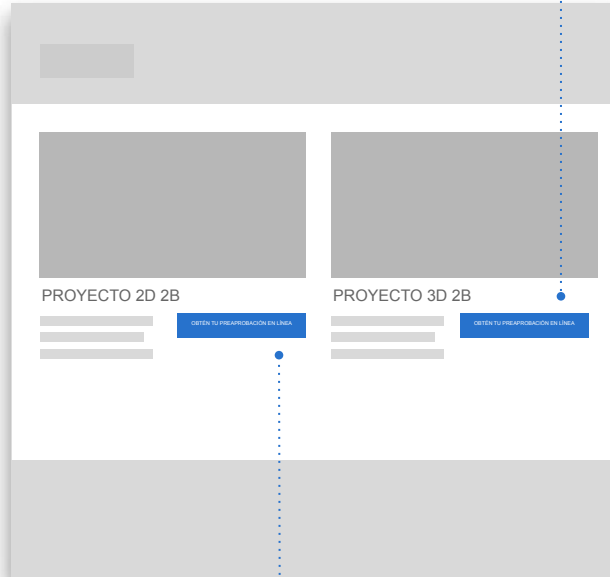 PROYECTO 2D 2B
OBTÉN TU PREAPROBACIÓN EN LÍNEA
PROYECTO 3D 2B
OBTÉN TU PREAPROBACIÓN EN LÍNEA